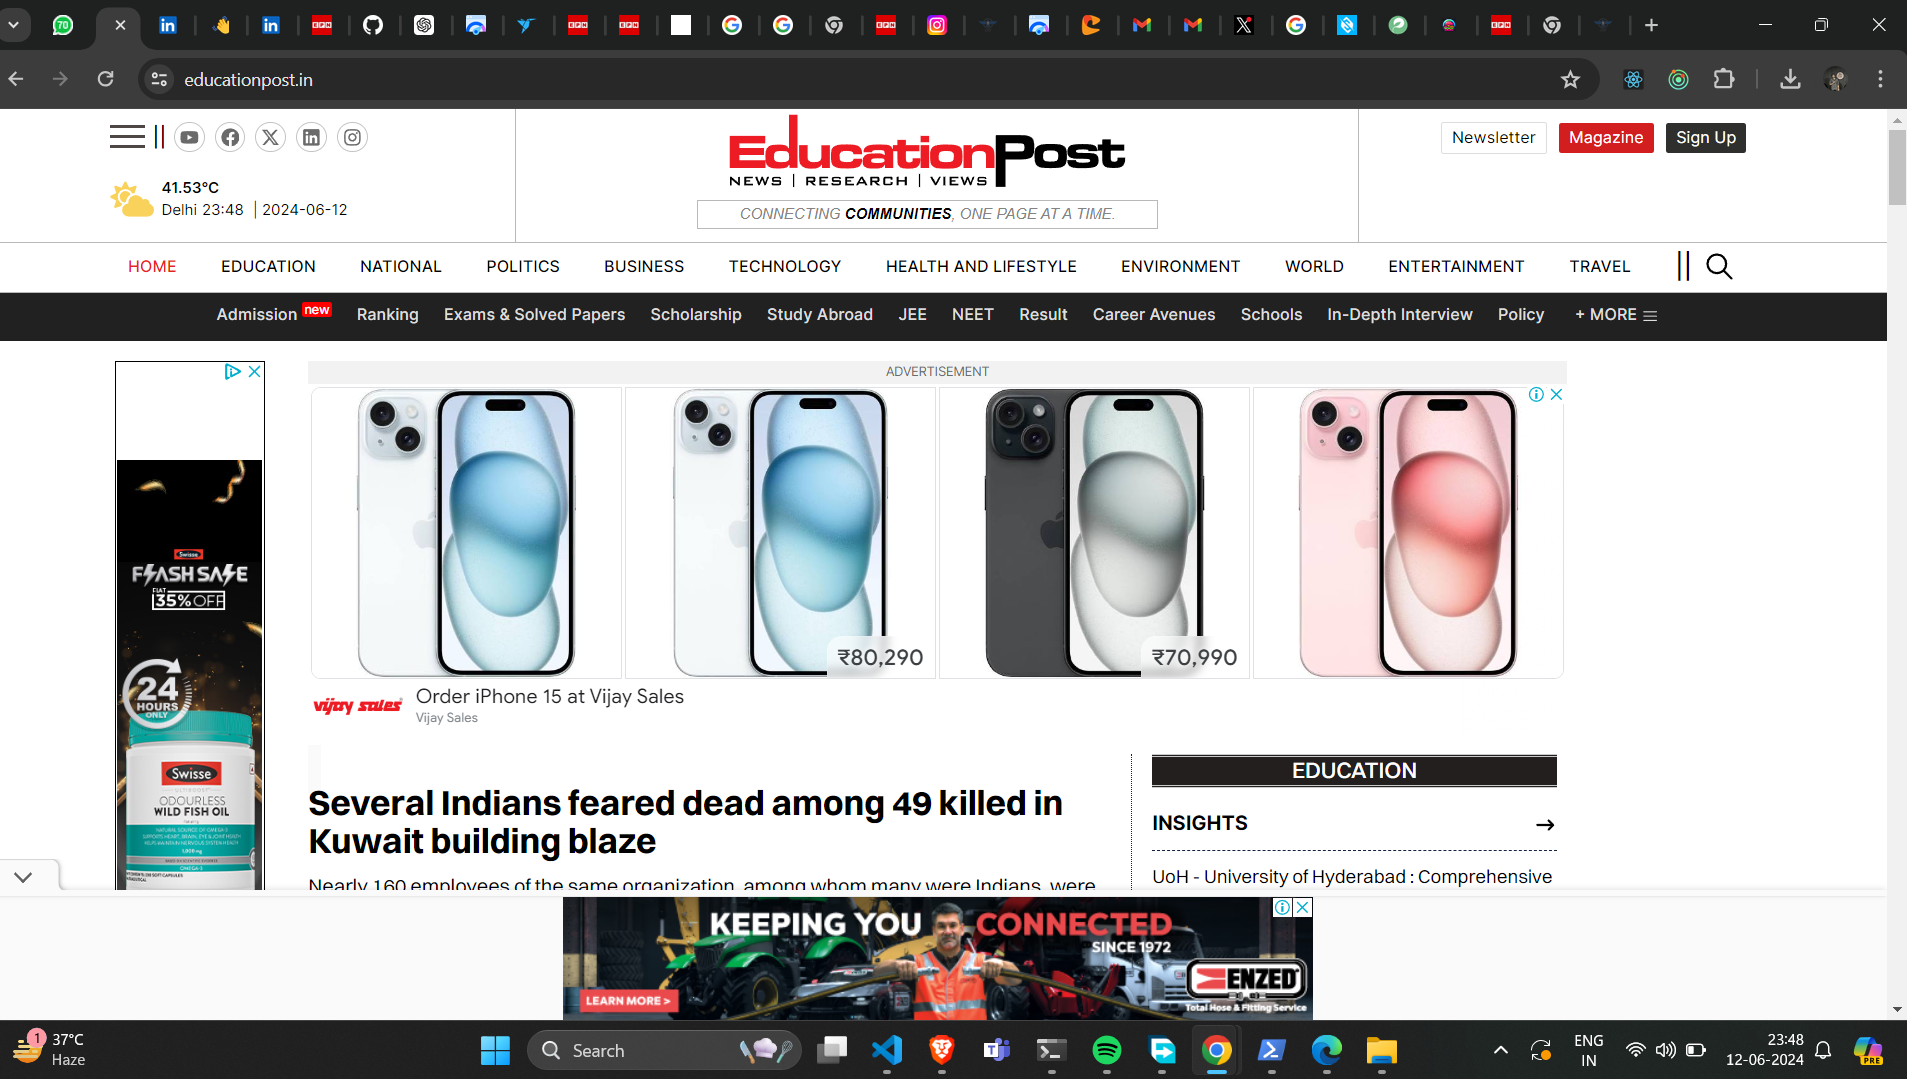 70
educationpost.in
EducationPost
NEWS | RESEARCH | VIEWS
CONNECTING COMMUNITIES, ONE PAGE AT A TIME.
Newsletter
Magazine
Sign Up
41.53°C
Delhi 23:48 | 2024-06-12
HOME EDUCATION NATIONAL POLITICS BUSINESS TECHNOLOGY HEALTH AND LIFESTYLE ENVIRONMENT WORLD ENTERTAINMENT TRAVEL
Admission new Ranking Exams & Solved Papers Scholarship Study Abroad JEE NEET Result Career Avenues Schools In-Depth Interview Policy + MORE
ADVERTISEMENT
₹80,290
₹70,990
vijay sales
Order iPhone 15 at Vijay Sales
Vijay Sales
Swisse
FLASH SALE
FLAT
35% OFF
24
HOURS
ONLY
Swisse
ULTIBOOST
ODOURLESS
WILD FISH OIL
Several Indians feared dead among 49 killed in
Kuwait building blaze
Nearly 160 employees of the same organization, among whom many were Indians, were
EDUCATION
INSIGHTS
UoH - University of Hyderabad : Comprehensive
KEEPING YOU CONNECTED
SINCE 1972
LEARN MORE >
ENZED
Total Hose & Fitting Service
1
37°C
Haze
Search
ENG
IN
23:48
12-06-2024
PRE